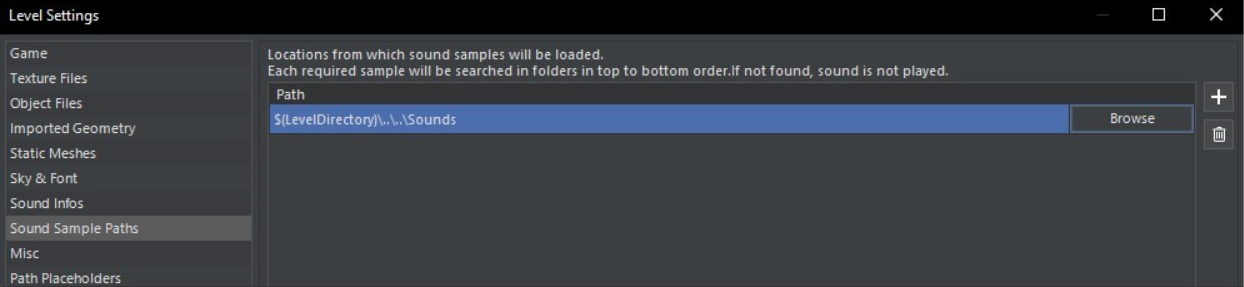 Level Settings
Game
Texture Files
Object Files
Imported Geometry
Static Meshes
Sky & Font
Sound Infos
Sound Sample Paths
Misc
Path Placeholders
Locations from which sound samples will be loaded.
Each required sample will be searched in folders in top to bottom order.If not found, sound is not played.
Path
$(LevelDirectory)\..\..\Sounds
Browse